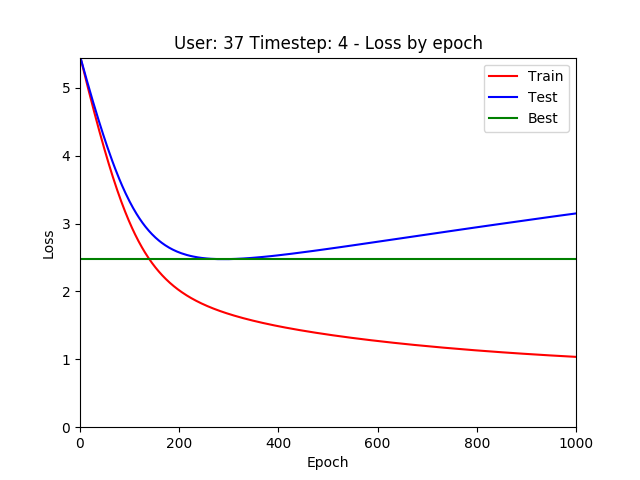 User: 37 Timestep: 4 - Loss by epoch
Train
Test
Best
Loss
5
4
3
2
1
0
0 200 400 600 800 1000
Epoch